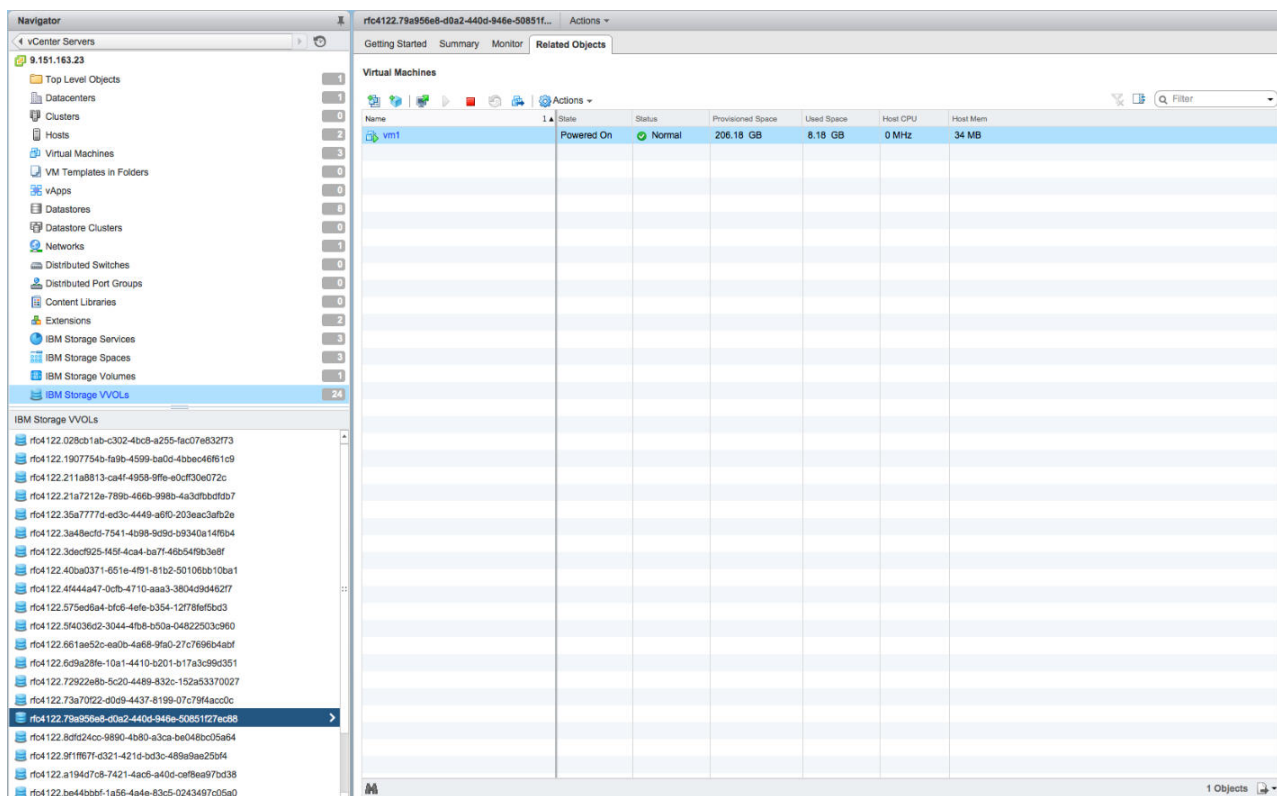 Navigator
vCenter Servers
9.151.163.23
Top Level Objects 1
Datacenters 1
Clusters 0
Hosts 2
Virtual Machines 3
VM Templates in Folders 0
vApps 0
Datastores 8
Datastore Clusters 0
Networks 1
Distributed Switches 0
Distributed Port Groups 0
Content Libraries 0
Extensions 2
IBM Storage Services 3
IBM Storage Spaces 3
IBM Storage Volumes 1
IBM Storage VVOLs 24
IBM Storage VVOLs
rfc4122.028cb1ab-c302-4bc8-a255-fac07e832f73
rfc4122.1907754b-fa9b-4599-ba0d-4bbec46f61c9
rfc4122.211a8813-ca4f-4958-9ffe-e0cff30e072c
rfc4122.21a7212e-789b-466b-998b-4a3dfbbdfdb7
rfc4122.35a7777d-ed3c-4449-a6f0-203eac3afb2e
rfc4122.3a48ecfd-7541-4b98-9d9d-b9340a14f6b4
rfc4122.3decf925-f45f-4ca4-ba7f-46b54f9b3e8f
rfc4122.40ba0371-651e-4f91-81b2-50106bb10ba1
rfc4122.4f444a47-0cfb-4710-aaa3-3804d9d462f7
rfc4122.575ed6a4-bfc6-4efe-b354-12f78fef5bd3
rfc4122.5f4036d2-3044-4fb8-b50a-04822503c960
rfc4122.661ae52c-ea0b-4a68-9fa0-27c7696b4abf
rfc4122.6d9a28fe-10a1-4410-b201-b17a3c99d351
rfc4122.72922e8b-5c20-4489-832c-152a53370027
rfc4122.73a70f22-d0d9-4437-8199-07c79f4acc0c
rfc4122.79a956e8-d0a2-440d-946e-50851f27ec88
rfc4122.8dfd24cc-9890-4b80-a3ca-be048bc05a64
rfc4122.9f1ff67f-d321-421d-bd3c-489a9ae25bf4
rfc4122.a194d7c8-7421-4ac6-a40d-cef8ea97bd38
rfc4122.be44bbbf-1a56-4a4e-83c5-0243497c05a0
rfc4122.79a956e8-d0a2-440d-946e-50851f... Actions
Getting Started Summary Monitor Related Objects
Virtual Machines
Actions Filter
Name 1 State Status Provisioned Space Used Space Host CPU Host Mem
vm1 Powered On Normal 206.18 GB 8.18 GB 0 MHz 34 MB
1 Objects